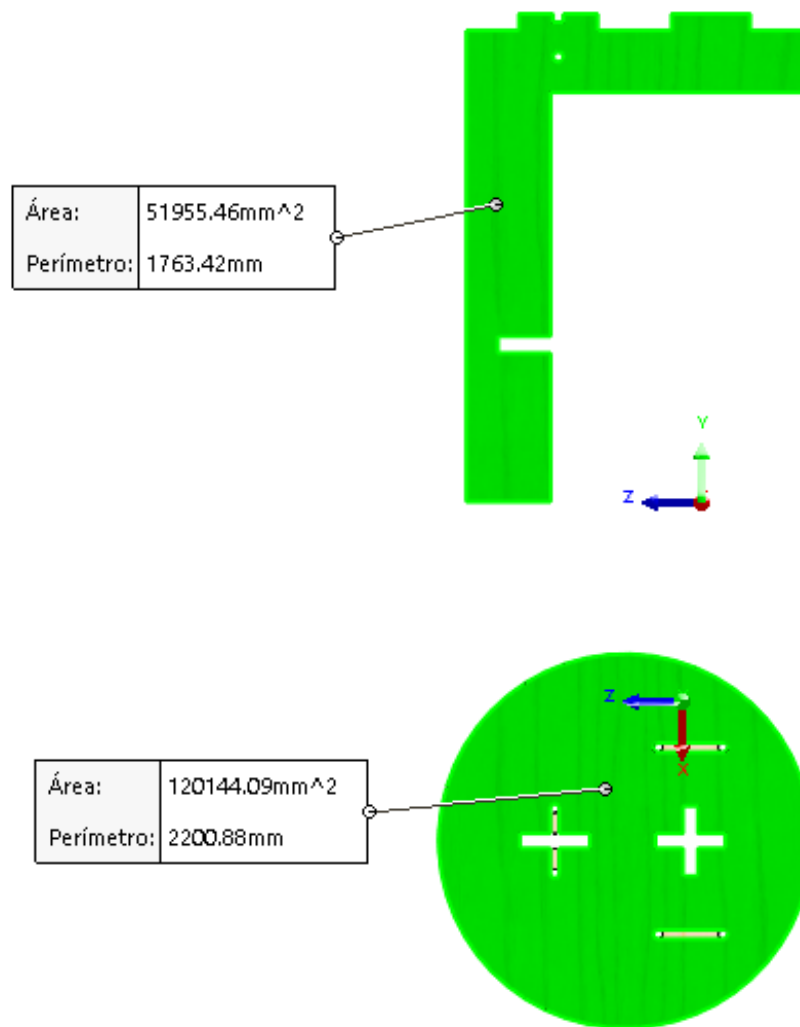 Área: 51955.46mm^2
Perímetro: 1763.42mm
Y
Z
Z
X
Área: 120144.09mm^2
Perímetro: 2200.88mm